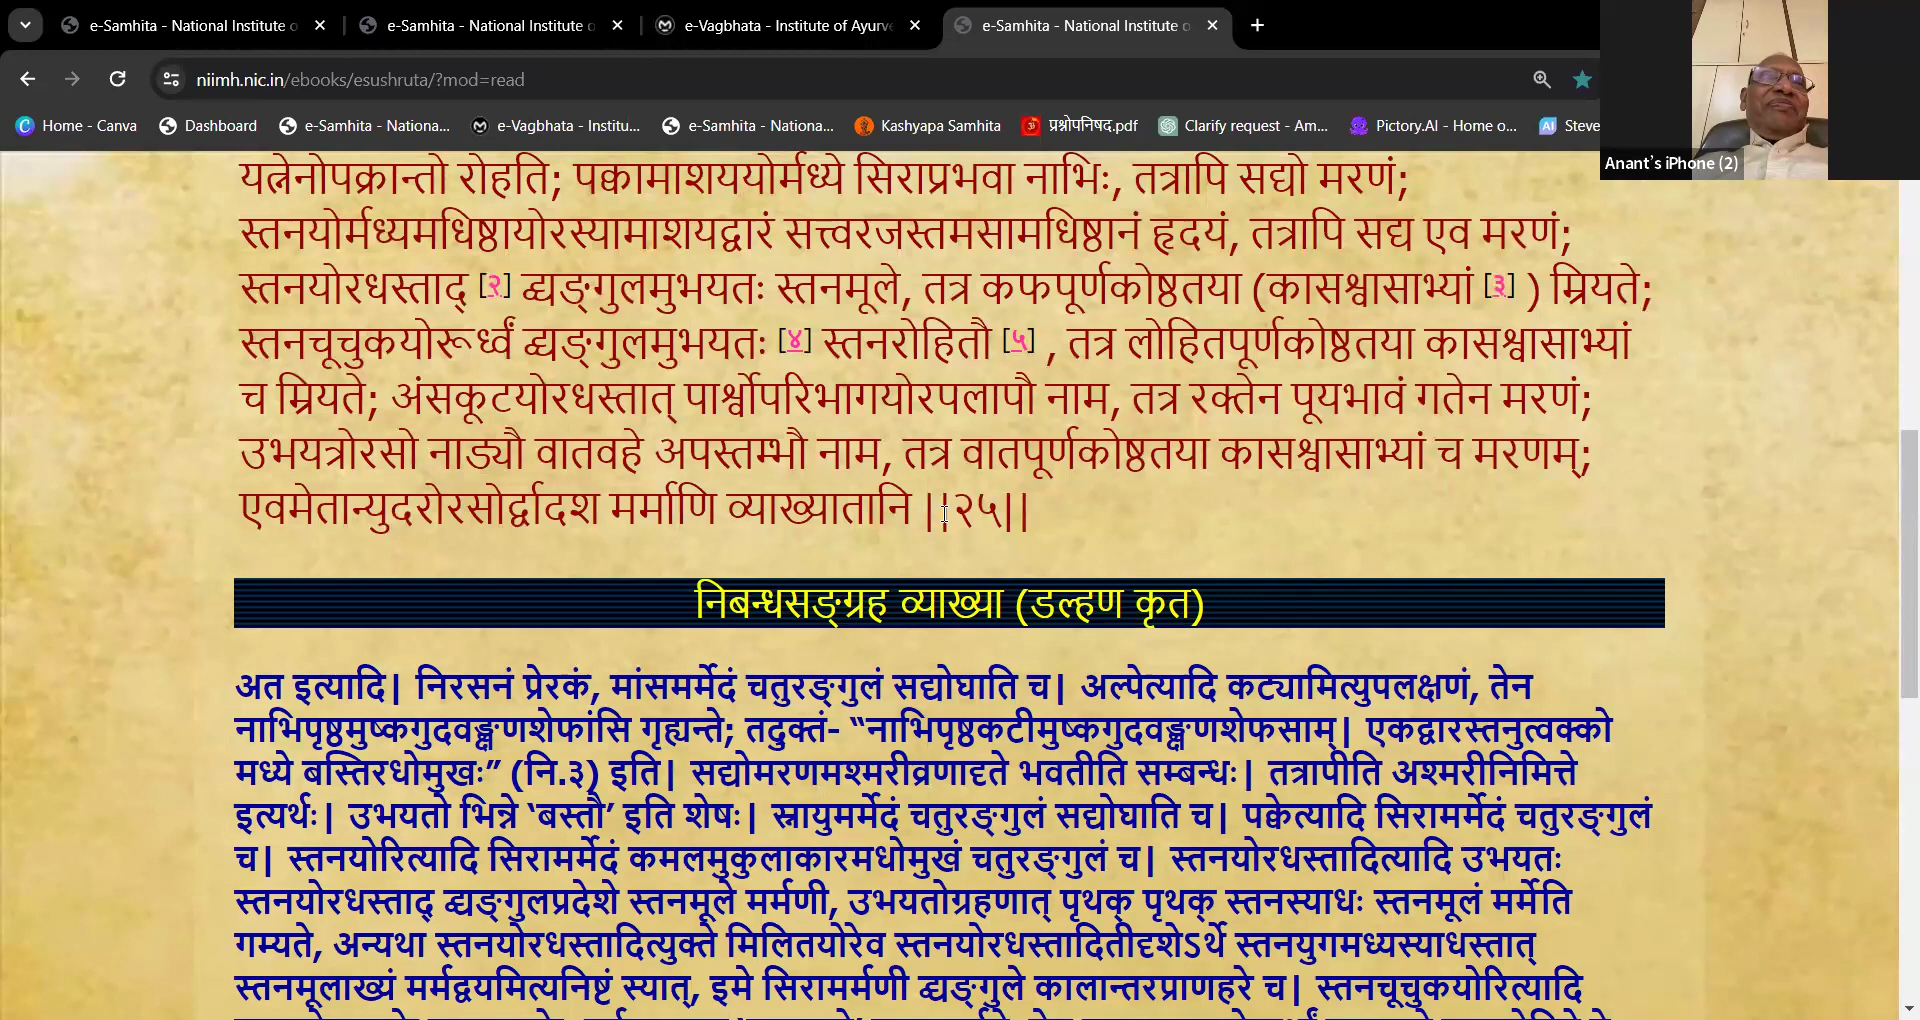 e-Samhita - National Institute o
e-Samhita - National Institute o
e-Vagbhata - Institute of Ayurve
e-Samhita - National Institute o
niimh.nic.in/ebooks/esushruta/?mod=read
Home - Canva
Dashboard
e-Samhita - Nationa...
e-Vagbhata - Institu...
e-Samhita - Nationa...
Kashyapa Samhita
प्रश्नोपनिषद.pdf
Clarify request - Am...
Pictory.AI - Home o...
AI Steve
Anant's iPhone (2)
यत्नेनोपक्रान्तो रोहति; पक्वामाशययोर्मध्ये सिराप्रभवा नाभिः, तत्रापि सद्यो मरणं;
स्तनयोर्मध्यमधिष्ठायोरस्यामाशयद्वारं सत्त्वरजस्तमसामधिष्ठानं हृदयं, तत्रापि सद्य एव मरणं;
स्तनयोरधस्ताद् [२] द्व्यङ्गुलमुभयतः स्तनमूले, तत्र कफपूर्णकोष्ठतया (कासश्वासाभ्यां [३] ) म्रियते;
स्तनचूचुकयोरूर्ध्वं द्व्यङ्गुलमुभयतः [४] स्तनरोहितौ [५] , तत्र लोहितपूर्णकोष्ठतया कासश्वासाभ्यां
च म्रियते; अंसकूटयोरधस्तात् पार्श्वोपरिभागयोरपलापौ नाम, तत्र रक्तेन पूयभावं गतेन मरणं;
उभयत्रोरसो नाड्यौ वातवहे अपस्तम्भौ नाम, तत्र वातपूर्णकोष्ठतया कासश्वासाभ्यां च मरणम्;
एवमेतान्युदरोरसोर्द्वादश मर्माणि व्याख्यातानि ||२५||
निबन्धसङ्ग्रह व्याख्या (डल्हण कृत)
अत इत्यादि| निरसनं प्रेरकं, मांसमर्मेदं चतुरङ्गुलं सद्योघाति च| अल्पेत्यादि कट्यामित्युपलक्षणं, तेन
नाभिपृष्ठमुष्कगुदवङ्क्षणशेफांसि गृह्यन्ते; तदुक्तं- “नाभिपृष्ठकटीमुष्कगुदवङ्क्षणशेफसाम्| एकद्वारस्तनुत्वक्को
मध्ये बस्तिरधोमुखः” (नि.३) इति| सद्योमरणमश्मरीव्रणादृते भवतीति सम्बन्धः| तत्रापीति अश्मरीनिमित्ते
इत्यर्थः| उभयतो भिन्ने ‘बस्तौ’ इति शेषः| स्नायुमर्मेदं चतुरङ्गुलं सद्योघाति च| पक्वेत्यादि सिरामर्मेदं चतुरङ्गुलं
च| स्तनयोरित्यादि सिरामर्मेदं कमलमुकुलाकारमधोमुखं चतुरङ्गुलं च| स्तनयोरधस्तादित्यादि उभयतः
स्तनयोरधस्ताद् द्व्यङ्गुलप्रदेशे स्तनमूले मर्मणी, उभयतोग्रहणात् पृथक् पृथक् स्तनस्याधः स्तनमूलं मर्मेति
गम्यते, अन्यथा स्तनयोरधस्तादित्युक्ते मिलितयोरेव स्तनयोरधस्तादितीदृशेऽर्थे स्तनयुगमध्यस्याधस्तात्
स्तनमूलाख्यं मर्मद्वयमित्यनिष्टं स्यात्, इमे सिरामर्मणी द्व्यङ्गुले कालान्तरप्राणहरे च| स्तनचूचुकयोरित्यादि